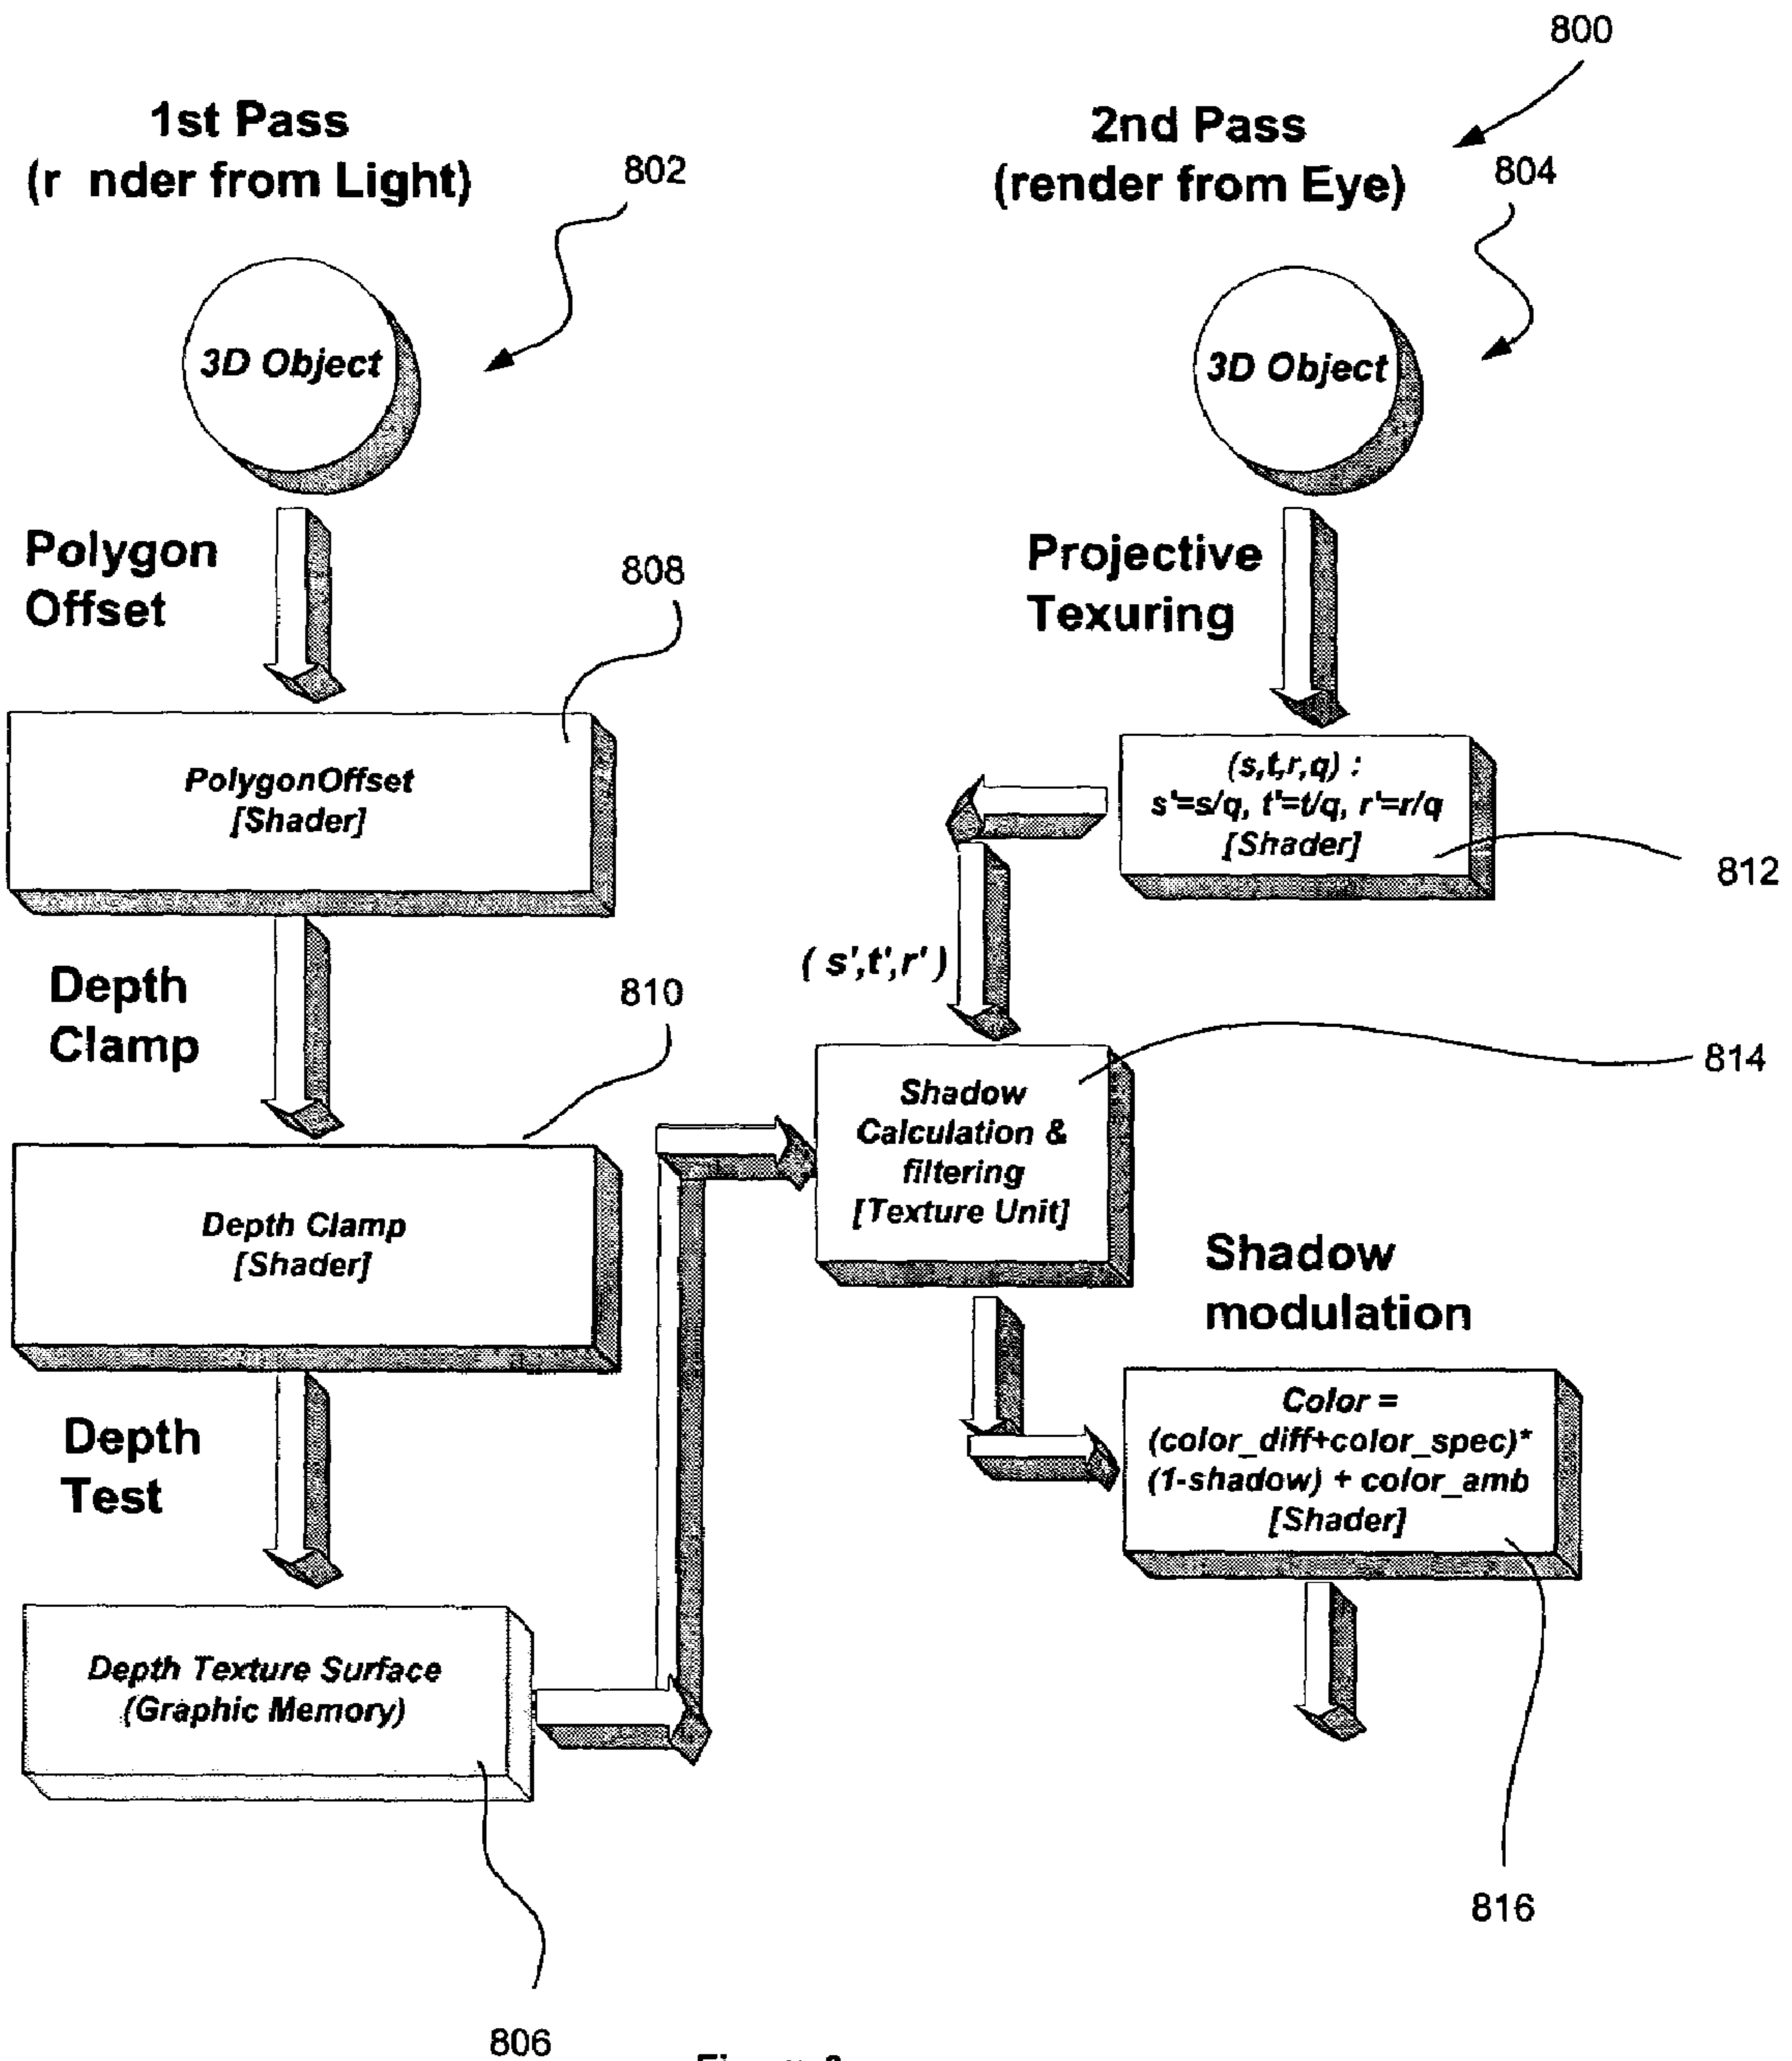 800
1st Pass
(r nder from Light)
802
2nd Pass
(render from Eye)
804
3D Object
3D Object
Polygon
Offset
808
Projective
Texuring
PolygonOffset
[Shader]
(s,t,r,q) :
s'=s/q, t'=t/q, r'=r/q
[Shader]
812
Depth
Clamp
810
( s',t',r' )
814
Shadow
Calculation &
filtering
[Texture Unit]
Depth Clamp
[Shader]
Shadow
modulation
Depth
Test
Color =
(color_diff+color_spec)*
(1-shadow) + color_amb
[Shader]
Depth Texture Surface
(Graphic Memory)
816
806